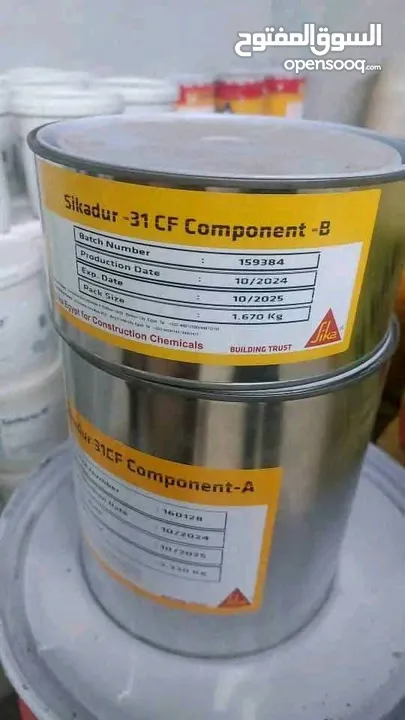 السوق المفتوح
opensooq.com
Sikadur -31 CF Component -B
Batch Number : 159384
Production Date : 10/2024
Exp. Date : 10/2025
Pack Size : 1.670 Kg
Egypt for Construction Chemicals
BUILDING TRUST
Sika
31CF Component-A
: 160128
: 10/2024
: 10/2025